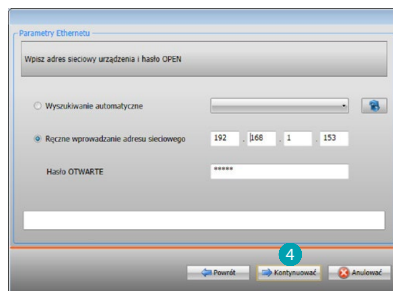 Parametry Ethernetu
Wpisz adres sieciowy urządzenia i hasło OPEN
Wyszukiwanie automatyczne
Ręczne wprowadzanie adresu sieciowego 192 . 168 . 1 . 153
Hasło OTWARTE *****
4
Powrót Kontynuować Anulować